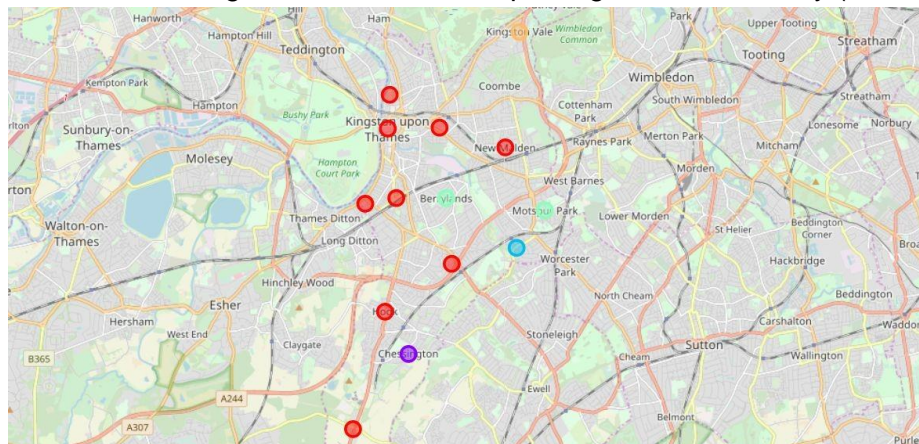 Hanworth
Ham
Kingston Vale
Wimbledon
Common
Park
Upper Tooting
Hampton Hill
Teddington
Tooting
Streatham
Kempton Park
Coombe
Wimbledon
Hampton
Bushy Park
Cottenham
Park
South Wimbledon
Streatham
Kingston upon
Thames
Sunbury-on-
Thames
Lonesome
Norbury
Merton Park
Raynes Park
Mitcham
Molesey
Hampton
Court Park
Morden
West Barnes
Berrylands
Motspur Park
Lower Morden
Thames Ditton
Walton-on-
Thames
St Helier
Beddington
Corner
Long Ditton
Worcester
Park
Hackbridge
Hinchley Wood
North Cheam
Beddington
Esher
Hook
Hersham
West End
Carshalton
Waddon
Stoneleigh
Claygate
Sutton
B365
Chessington
Cheam
Wallington
Ewell
A244
Belmont
A307